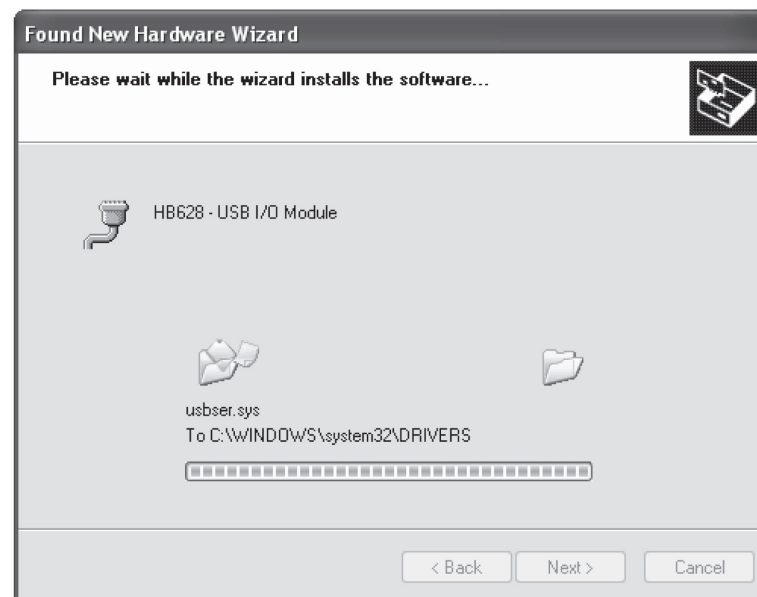 Found New Hardware Wizard
Please wait while the wizard installs the software...
HB628 - USB I/O Module
usbser.sys
To C:\WINDOWS\system32\DRIVERS
< Back
Next >
Cancel